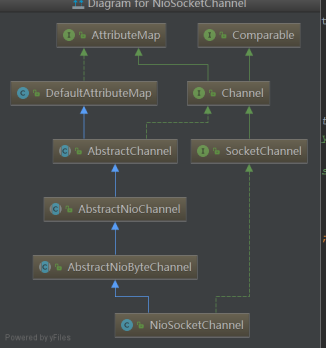 Diagram for NioSocketChannel
I AttributeMap
I Comparable
C DefaultAttributeMap
I Channel
C AbstractChannel
I SocketChannel
C AbstractNioChannel
C AbstractNioByteChannel
C NioSocketChannel
Powered by yFiles